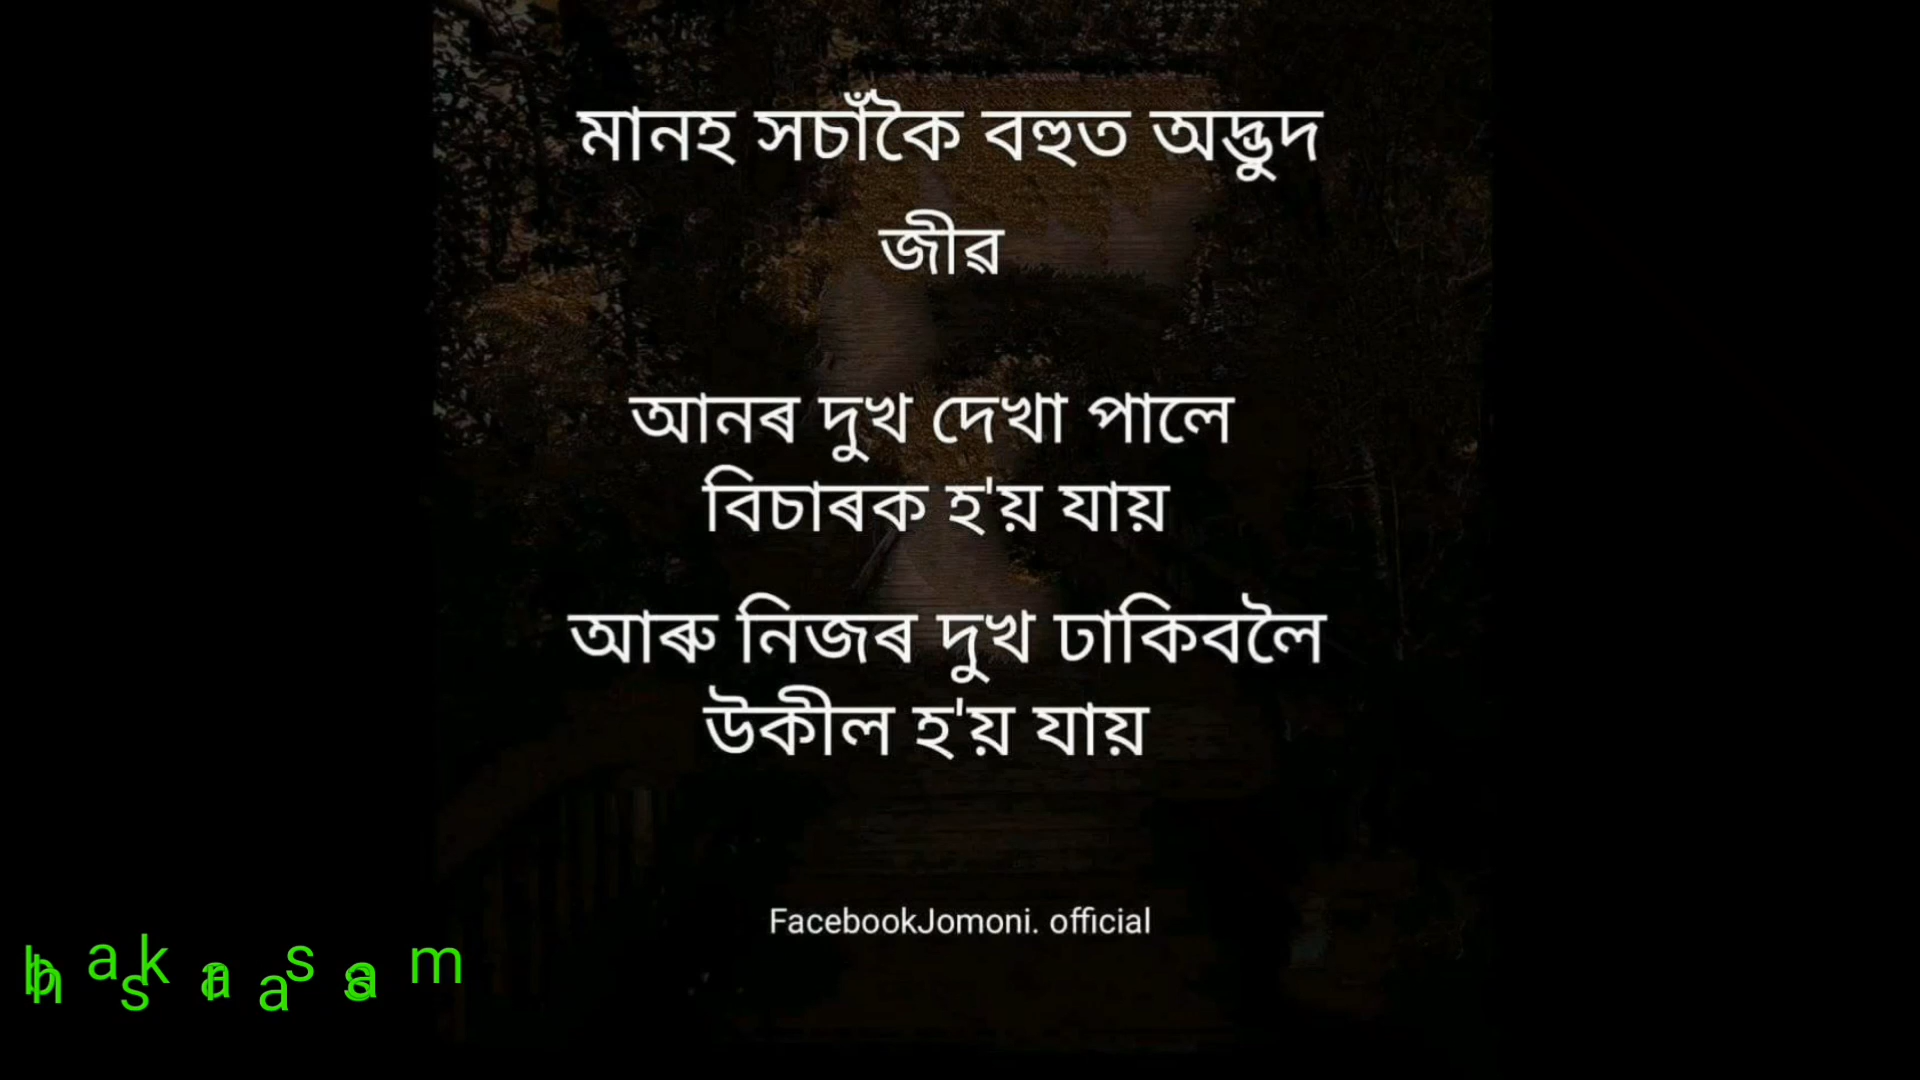 মানহ সচাঁকৈ বহুত অদ্ভুদ
জীৱ
আনৰ দুখ দেখা পালে
বিচাৰক হ'য় যায়
আৰু নিজৰ দুখ ঢাকিবলৈ
উকীল হ'য় যায়
FacebookJomoni. official